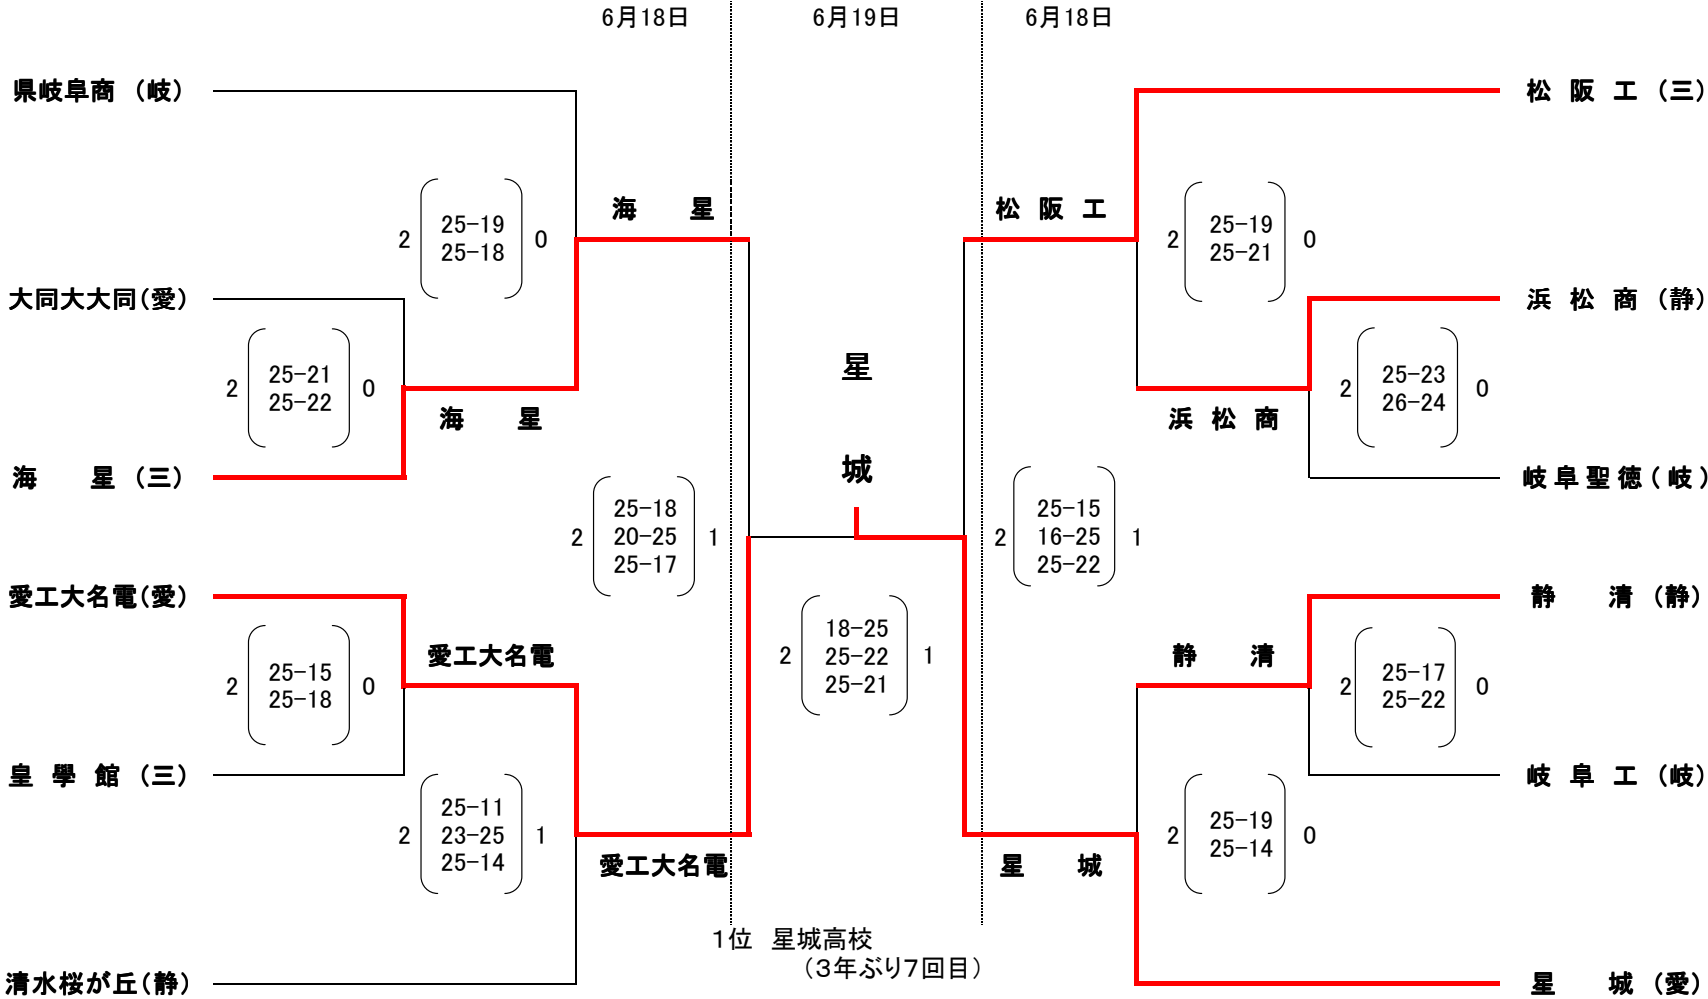 6月18日 6月19日 6月18日
県岐阜商 (岐) 松 阪 工 (三)
海 星 松 阪 工
2 25-19 0 2 25-19 0
25-18 25-21
大同大大同(愛) 浜 松 商 (静)
星
2 25-21 0 2 25-23 0
25-22 26-24
海 星 浜 松 商
城
海 星 (三) 岐阜聖徳(岐)
25-18 25-15
2 20-25 1 2 16-25 1
25-17 25-22
愛工大名電(愛) 静 清 (静)
18-25
愛工大名電 2 25-22 1 静 清
25-21
2 25-15 0 2 25-17 0
25-18 25-22
皇 學 館 (三) 岐 阜 工 (岐)
25-11 25-19
2 23-25 1 2 25-14 0
25-14
愛工大名電 星 城
1位 星城高校
(3年ぶり7回目)
清水桜が丘(静) 星 城 (愛)